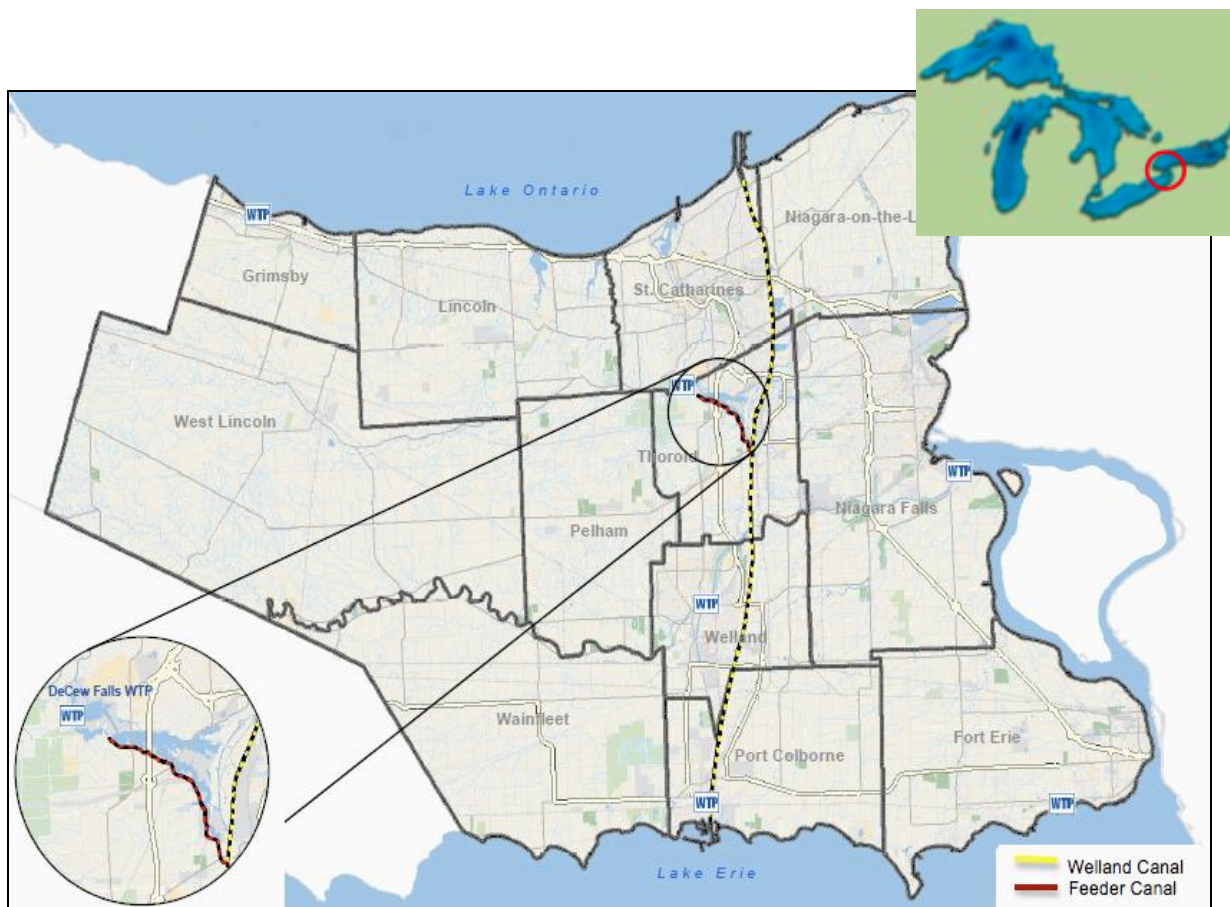 Lake Ontario
WTP
Grimsby
Lincoln
St. Catharines
Niagara-on-the-L
West Lincoln
WTP
Thorold
WTP
Niagara Falls
Pelham
WTP
Welland
DeCew Falls WTP
WTP
Wainfleet
Port Colborne
Fort Erie
WTP
WTP
Lake Erie
Welland Canal
Feeder Canal